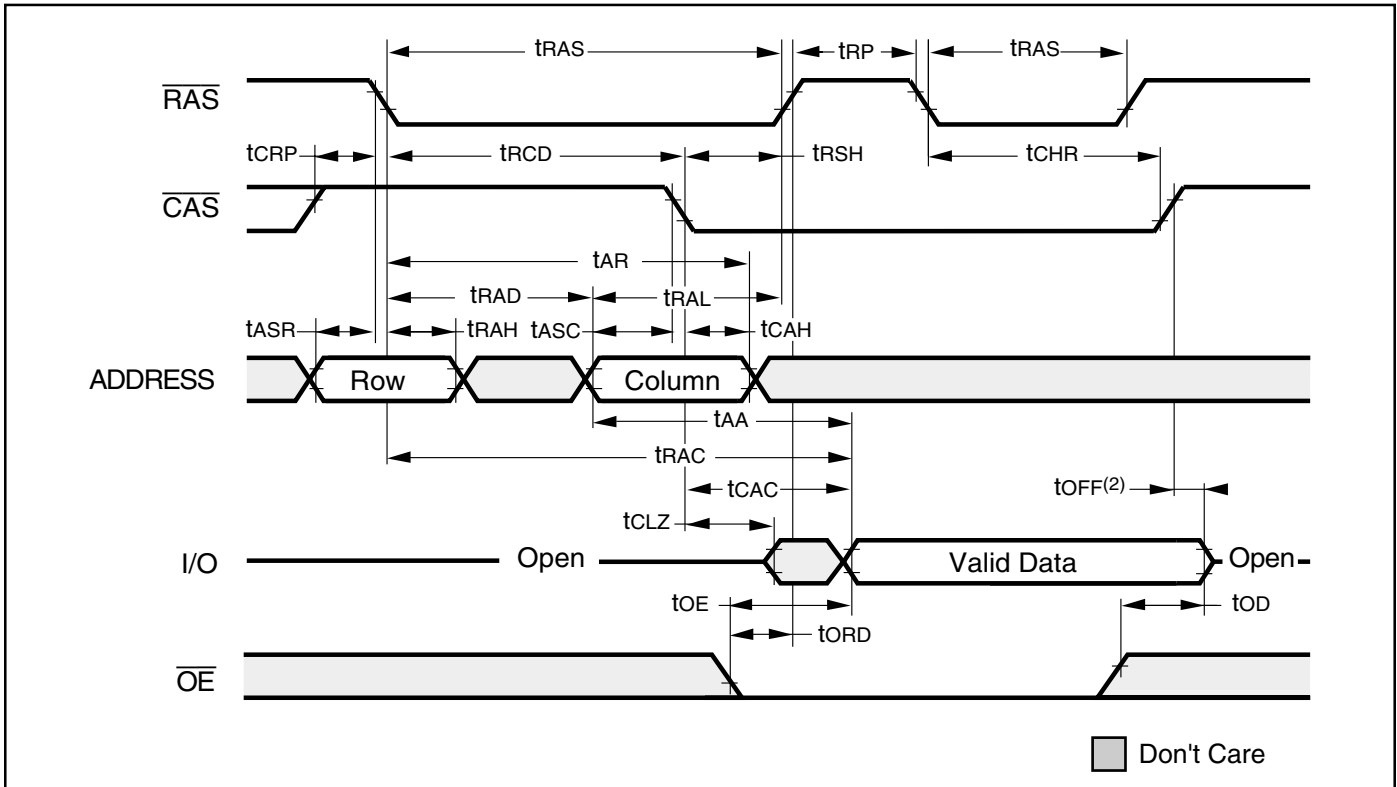 tRAS tRP tRAS
RAS
tCRP tRCD tRSH tCHR
CAS
tAR
tRAD tRAL
tASR tRAH tASC tCAH
ADDRESS Row Column
tAA
tRAC
tCAC tOFF(2)
tCLZ
I/O Open Valid Data Open
tOE tOD
tORD
OE
Don't Care